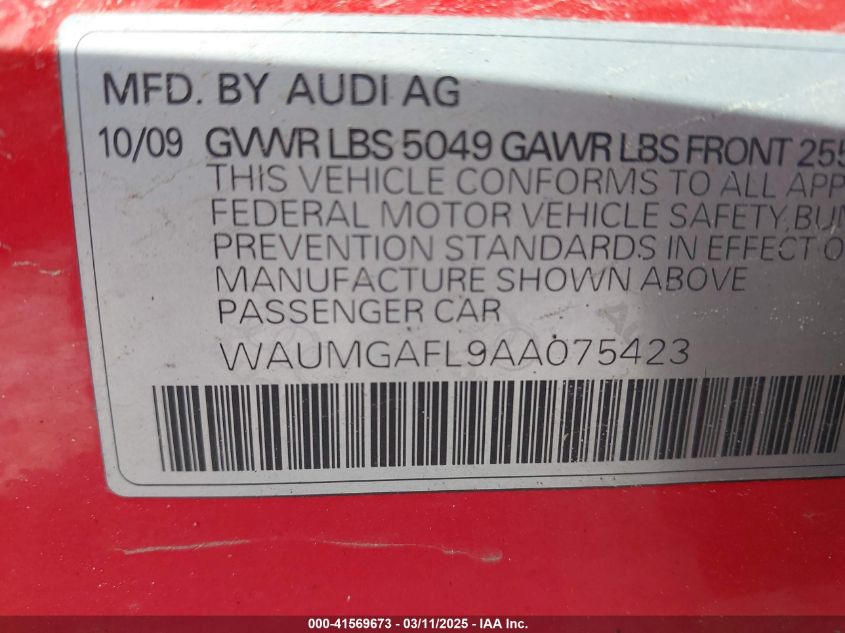 MFD. BY AUDI AG
10/09 GVWR LBS 5049 GAWR LBS FRONT 255
THIS VEHICLE CONFORMS TO ALL APP
FEDERAL MOTOR VEHICLE SAFETY, BUM
PREVENTION STANDARDS IN EFFECT O
MANUFACTURE SHOWN ABOVE
PASSENGER CAR
WAUMGAFL9AA075423
000-41569673 - 03/11/2025 - IAA Inc.